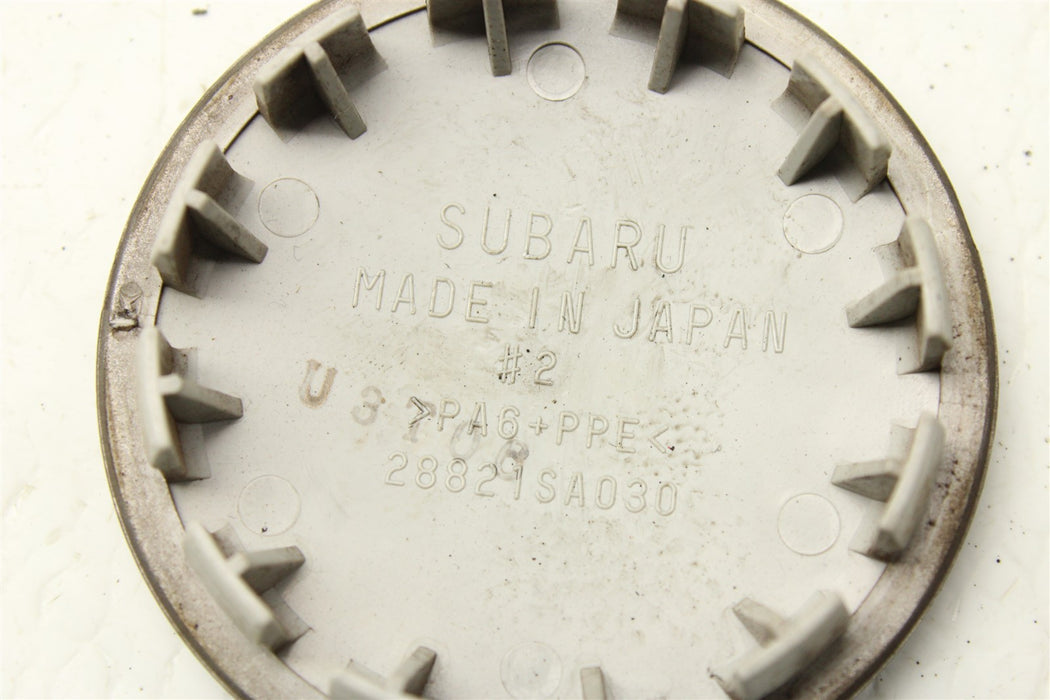 SUBARU
MADE IN JAPAN
#2
>PA6+PPE<
28821SA030